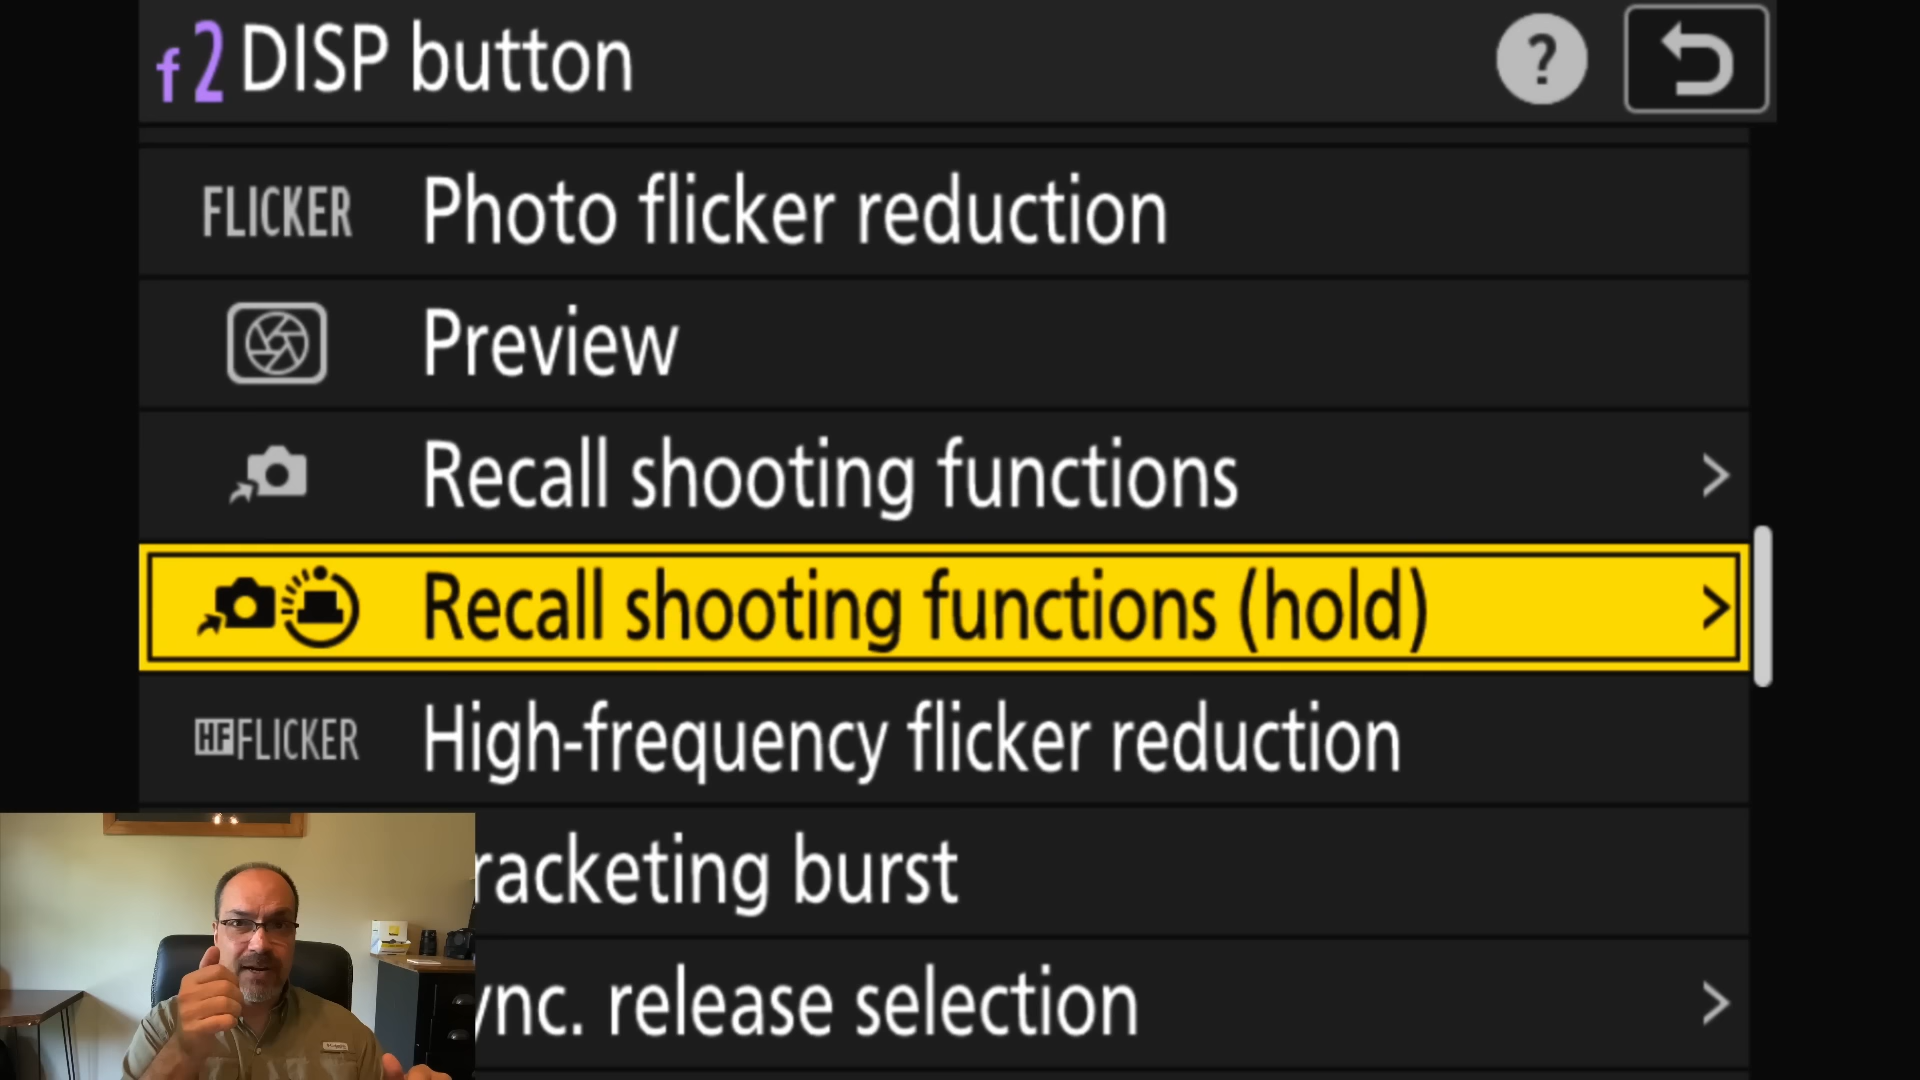 f2 DISP button ?
FLICKER Photo flicker reduction
Preview
Recall shooting functions >
Recall shooting functions (hold) >
HF FLICKER High-frequency flicker reduction
racketing burst
ync. release selection >